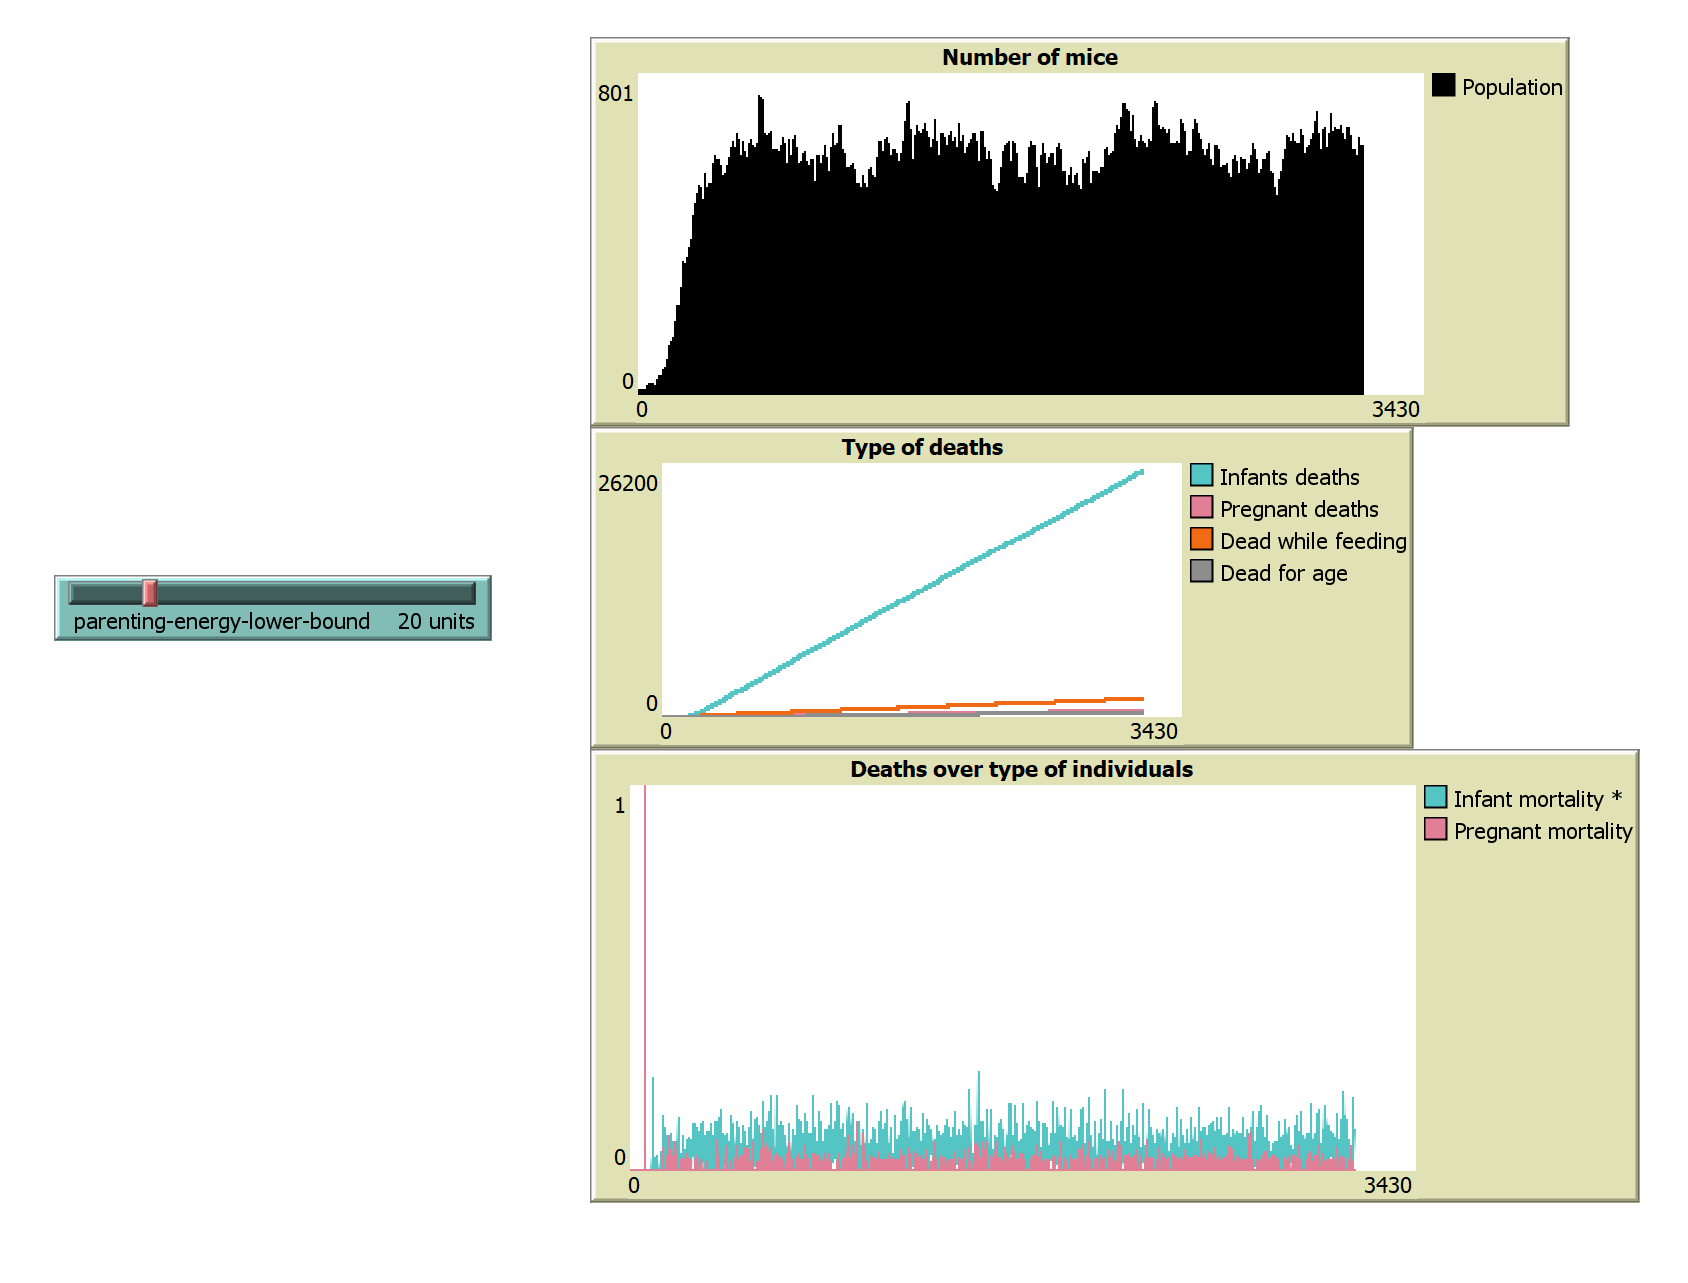 Number of mice
801
0
0
3430
Population
Type of deaths
26200
0
0
3430
Infants deaths
Pregnant deaths
Dead while feeding
Dead for age
parenting-energy-lower-bound 20 units
Deaths over type of individuals
1
0
0
3430
Infant mortality *
Pregnant mortality